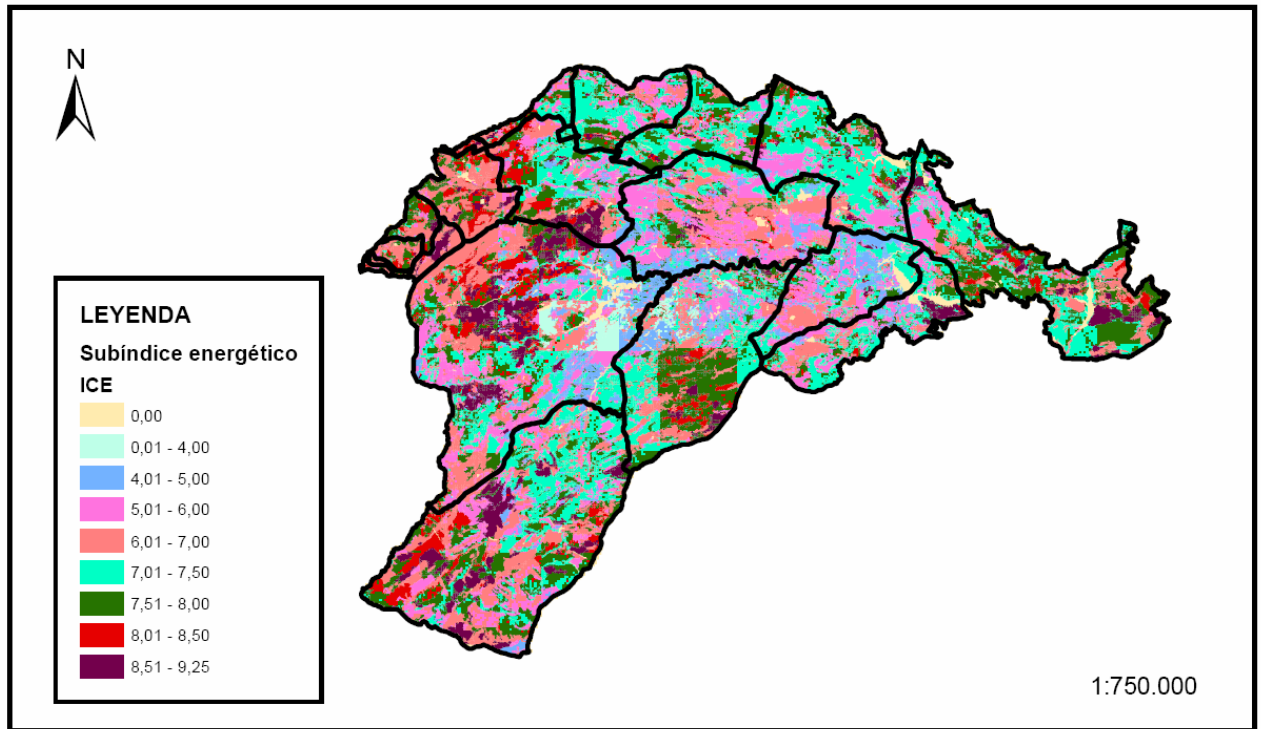 N
LEYENDA
Subíndice energético
ICE
0,00
0,01 - 4,00
4,01 - 5,00
5,01 - 6,00
6,01 - 7,00
7,01 - 7,50
7,51 - 8,00
8,01 - 8,50
8,51 - 9,25
1:750.000